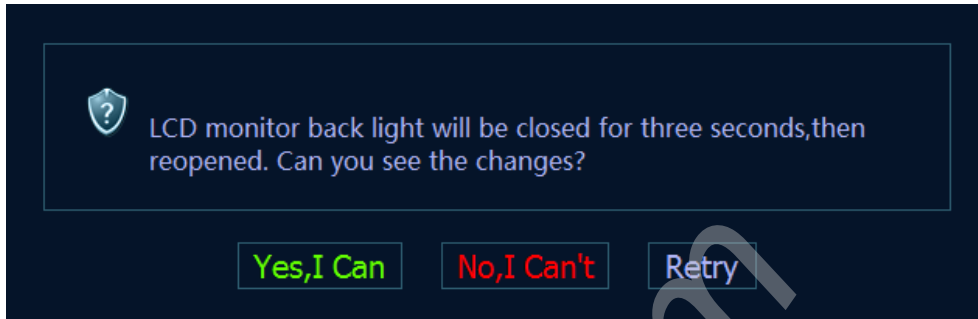 LCD monitor back light will be closed for three seconds,then
reopened. Can you see the changes?
Yes,I Can No,I Can't Retry